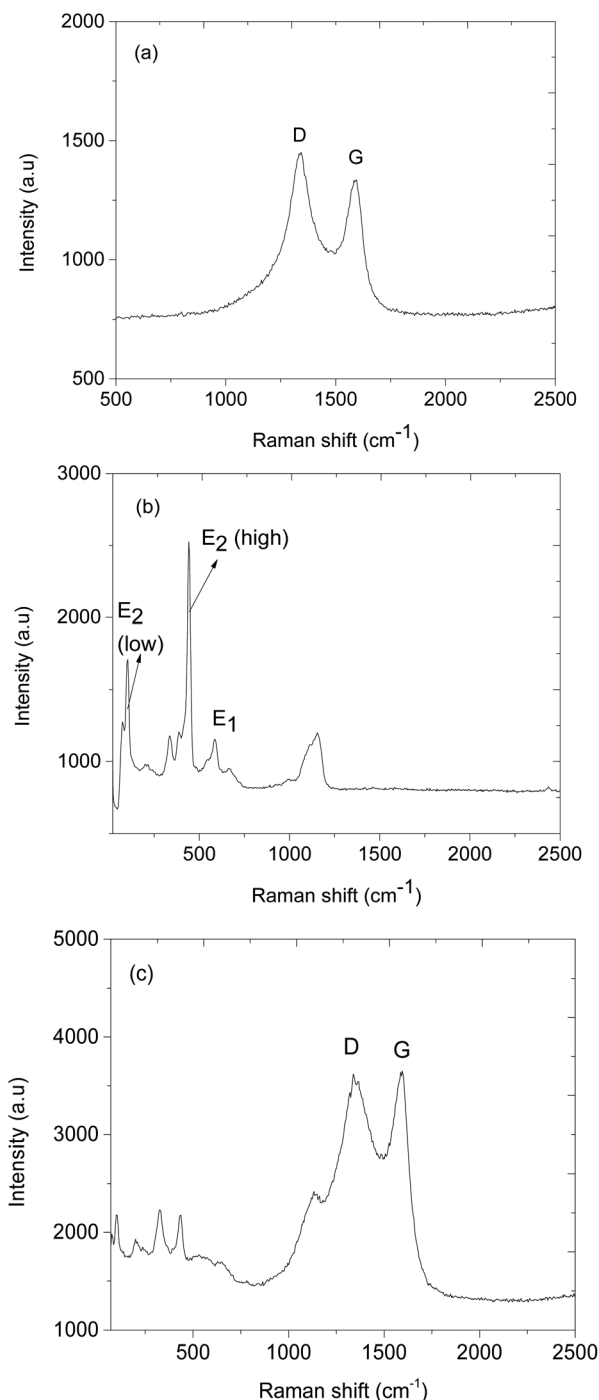 2000
(a)
1500
D
G
Intensity (a.u)
1000
500
500 1000 1500 2000 2500
Raman shift (cm-1)
3000
(b)
E2 (high)
E2
(low)
2000
Intensity (a.u)
E1
1000
500 1000 1500 2000 2500
Raman shift (cm-1)
5000
(c)
4000
D G
Intensity (a.u)
3000
2000
1000
500 1000 1500 2000 2500
Raman shift (cm-1)